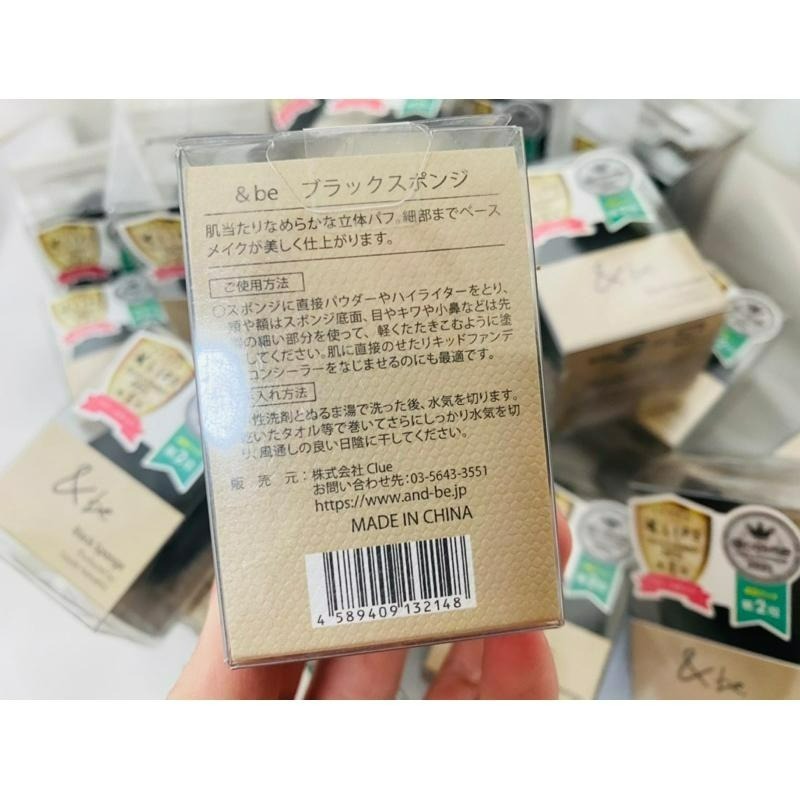 &be ブラックスポンジ
肌当たりなめらかな立体パフ。細部までベース
メイクが美しく仕上がります。
ご使用方法
○スポンジに直接パウダーやハイライターをとり、
頬や額はスポンジ底面、目やキワや小鼻などは先
の細い部分を使って、軽くたたきこむように塗
してください。肌に直接のせたリキッドファンデ
コンシーラーをなじませるのにも最適です。
入れ方法
性洗剤とぬるま湯で洗った後、水気を切ります。
乾いたタオル等で巻いてさらにしっかり水気を切
り、風通しの良い日陰に干してください。
販売元：株式会社 Clue
お問い合わせ先：03-5643-3551
https://www.and-be.jp
MADE IN CHINA
4 589409 132148
&be
&be
Black Sponge
&be
第2位